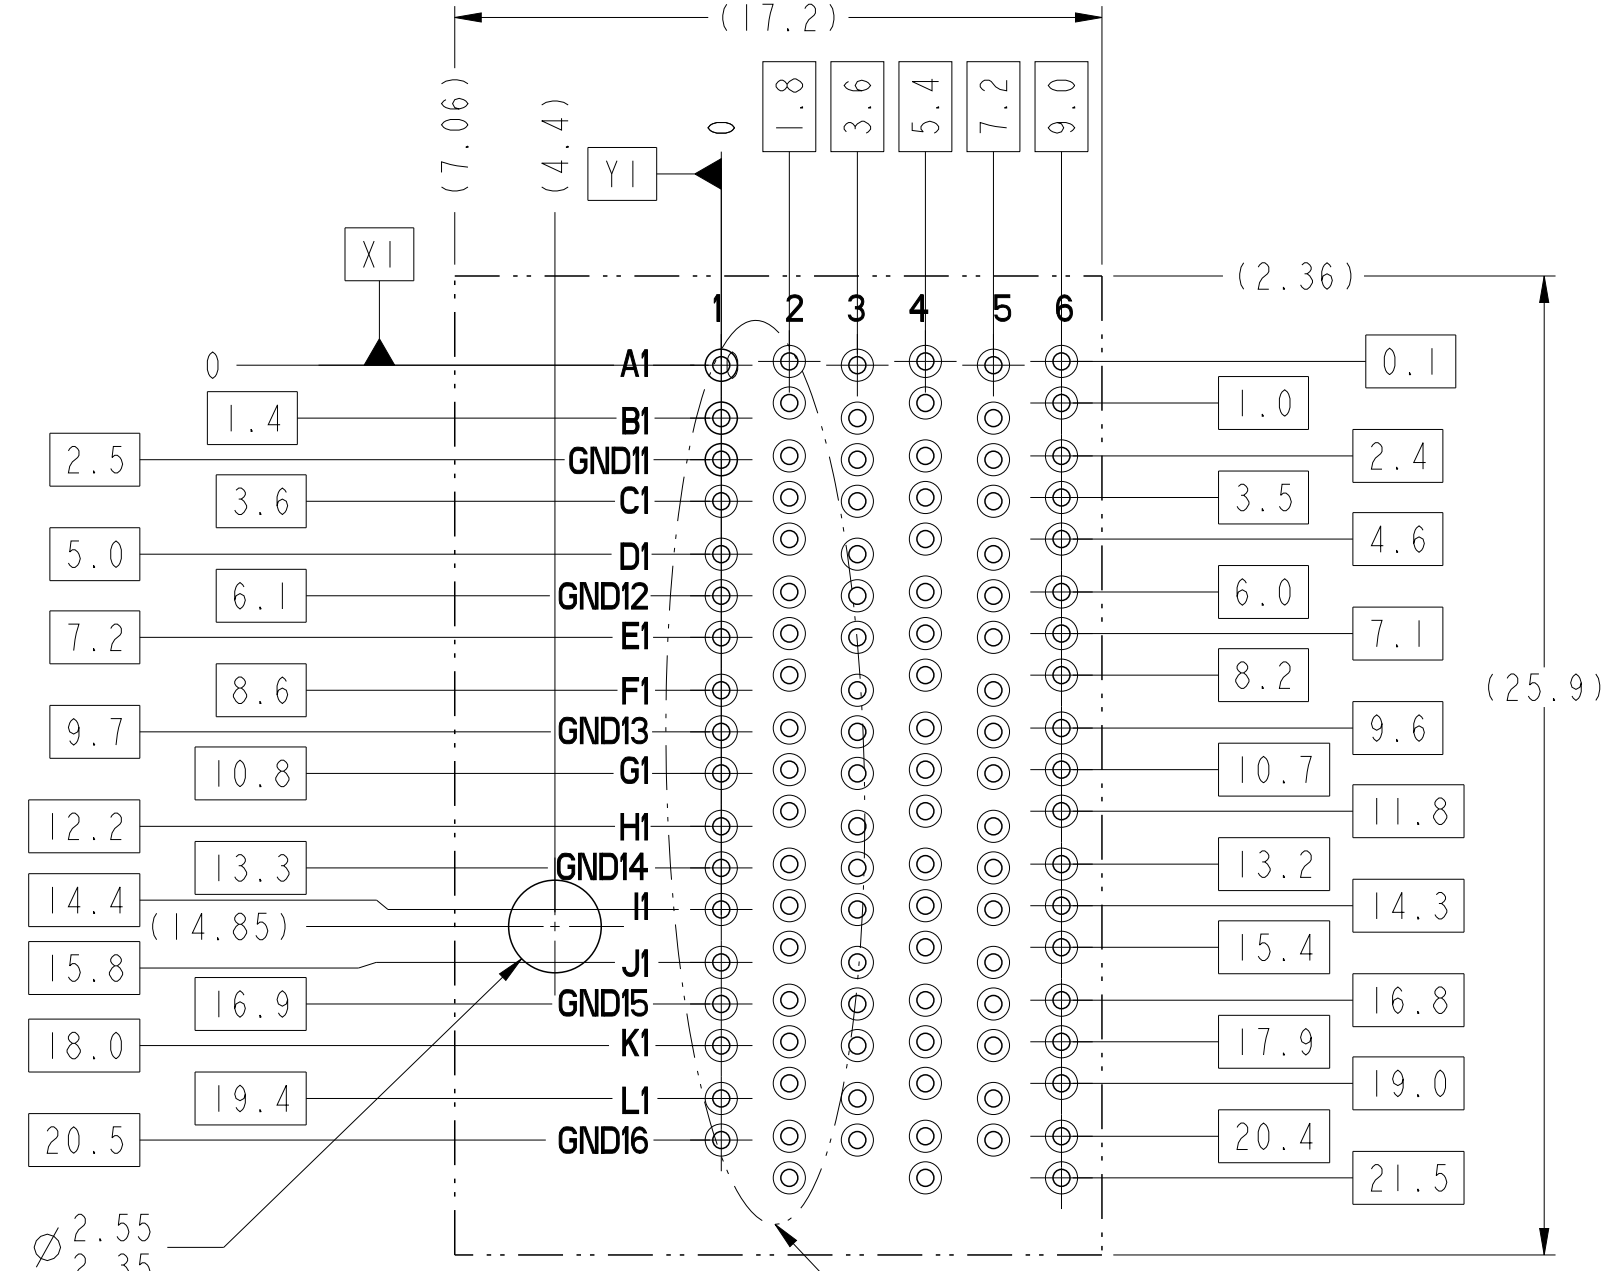 (17.2)
(7.06)
(4.4)
0
1.8
3.6
5.4
7.2
9.0
Y1
X1
(2.36)
1 2 3 4 5 6
0 A1 0.1
1.4 B1 1.0
2.5 GND11 2.4
3.6 C1 3.5
5.0 D1 4.6
6.1 GND12 6.0
7.2 E1 7.1
8.6 F1 8.2
(25.9)
9.7 GND13 9.6
10.8 G1 10.7
12.2 H1 11.8
13.3 GND14 13.2
14.4 I1 14.3
(14.85)
15.8 J1 15.4
16.9 GND15 16.8
18.0 K1 17.9
19.4 L1 19.0
20.5 GND16 20.4
21.5
Ø 2.55
2.35